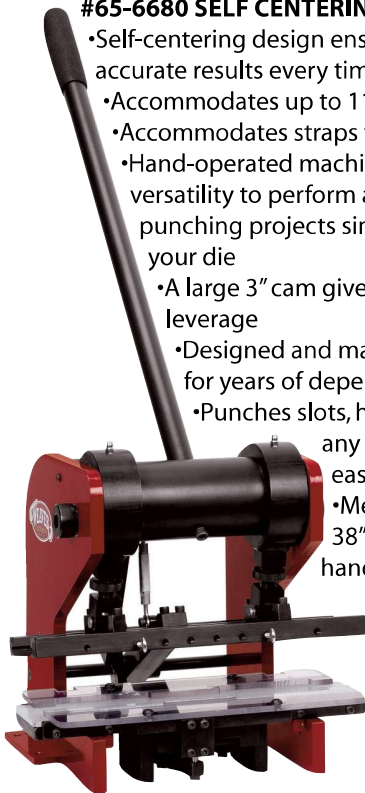 #65-6680 SELF CENTERIN
•Self-centering design ens
accurate results every tim
•Accommodates up to 1
•Accommodates straps
•Hand-operated machi
versatility to perform a
punching projects sin
your die
•A large 3” cam give
leverage
•Designed and ma
for years of depe
•Punches slots, h
any
eas
•Me
38”
hand
WEAVER